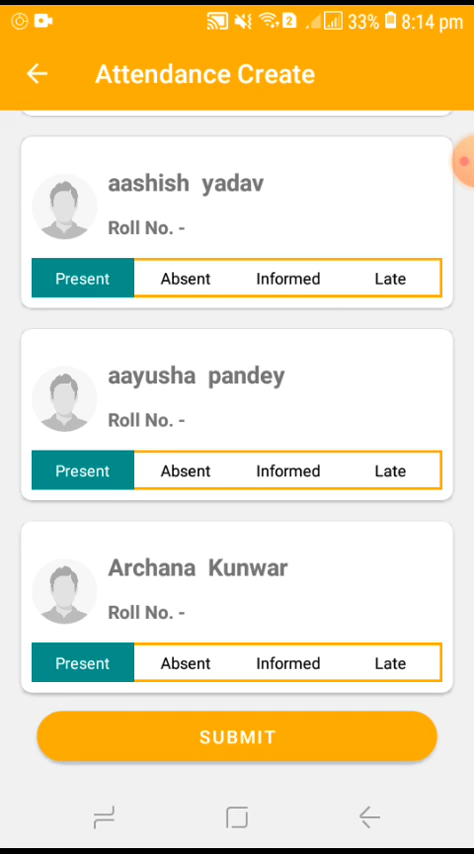 2 33% 8:14 pm
Attendance Create
aashish yadav
Roll No. -
Present Absent Informed Late
aayusha pandey
Roll No. -
Present Absent Informed Late
Archana Kunwar
Roll No. -
Present Absent Informed Late
SUBMIT